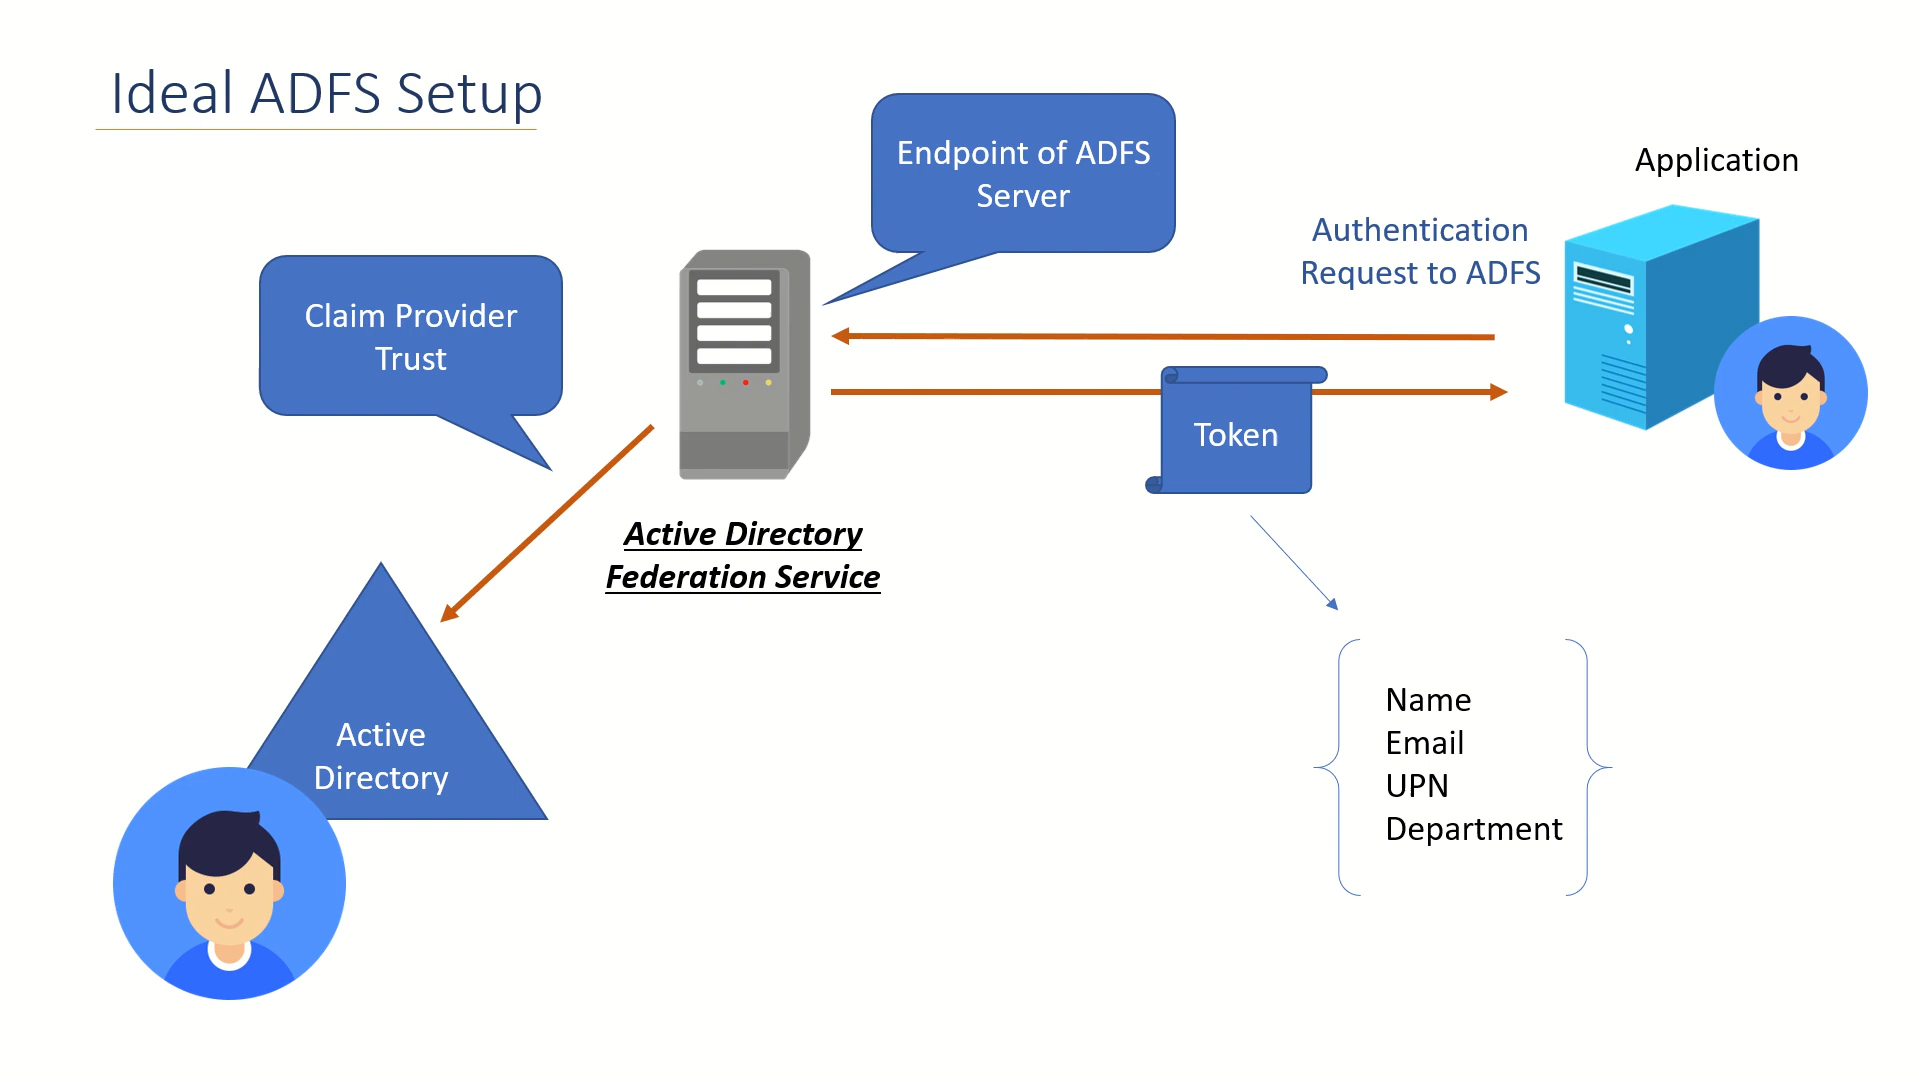 Ideal ADFS Setup
Endpoint of ADFS
Server
Application
Authentication
Request to ADFS
Claim Provider
Trust
Token
Active Directory
Federation Service
Active
Directory
Name
Email
UPN
Department